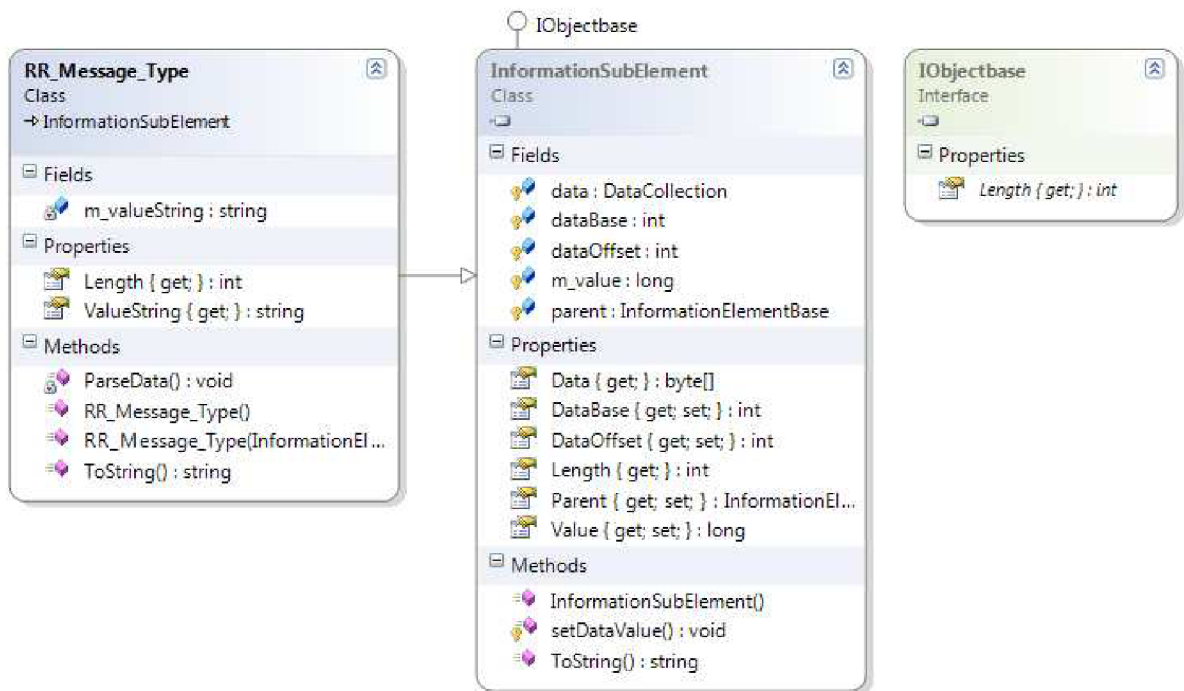 IObjectbase
RR_Message_Type
Class
InformationSubElement
Fields
m_valueString : string
Properties
Length { get; } : int
ValueString { get; } : string
Methods
ParseData() : void
RR_Message_Type()
RR_Message_Type(InformationEl...
ToString() : string
InformationSubElement
Class
Fields
data : DataCollection
dataBase : int
dataOffset : int
m_value : long
parent : InformationElementBase
Properties
Data { get; } : byte[]
DataBase { get; set; } : int
DataOffset { get; set; } : int
Length { get; } : int
Parent { get; set; } : InformationEl...
Value { get; set; } : long
Methods
InformationSubElement()
setDataValue() : void
ToString() : string
IObjectbase
Interface
Properties
Length { get; } : int